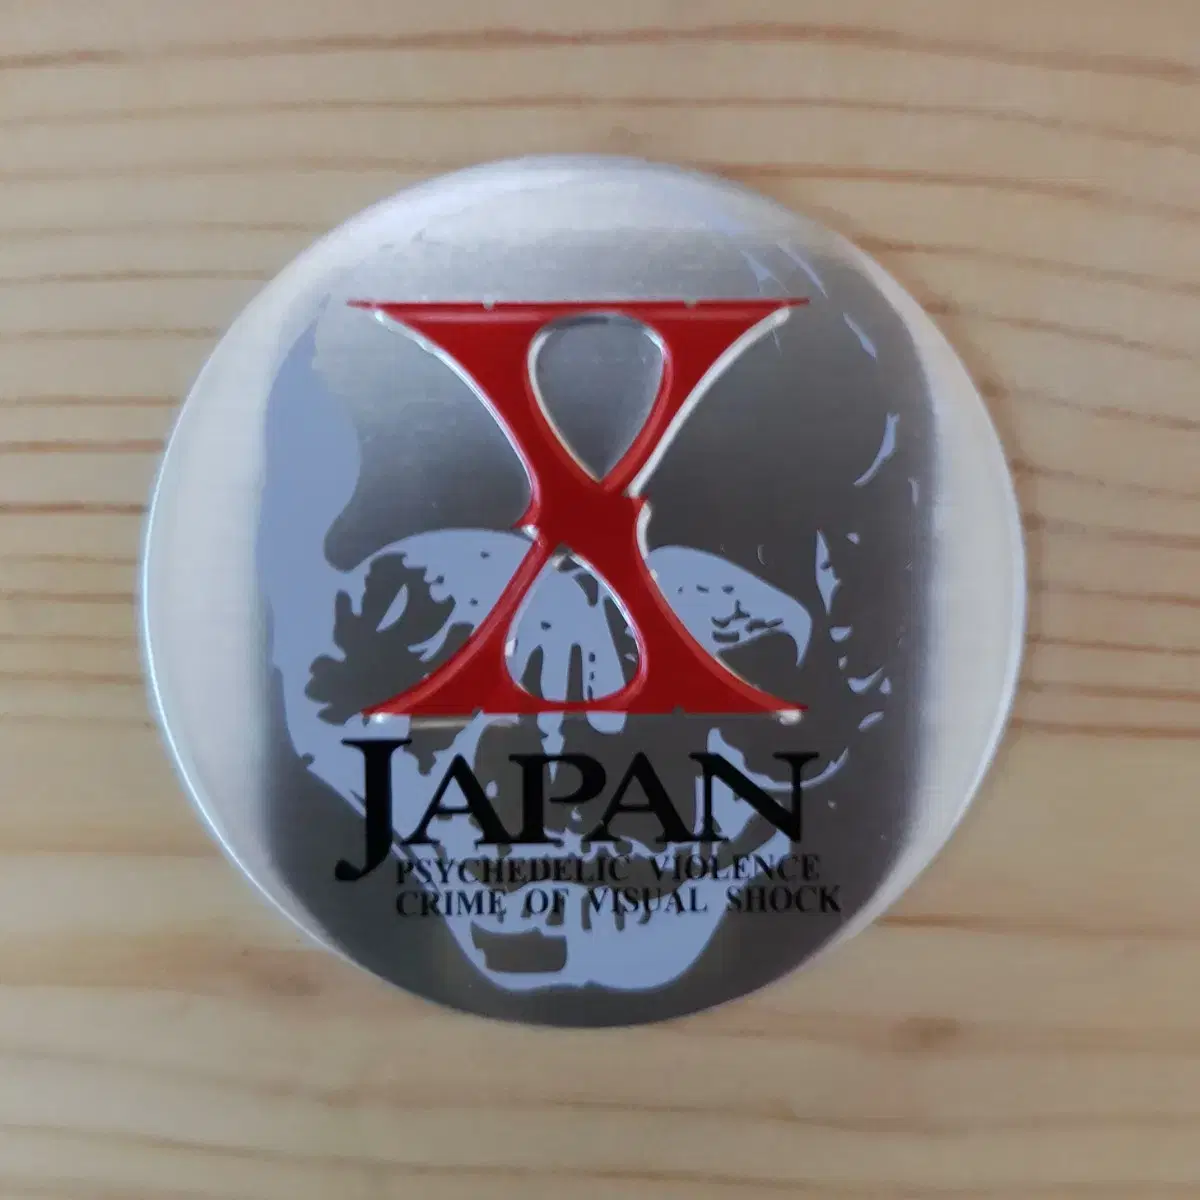 X
JAPAN
PSYCHEDELIC VIOLENCE
CRIME OF VISUAL SHOCK